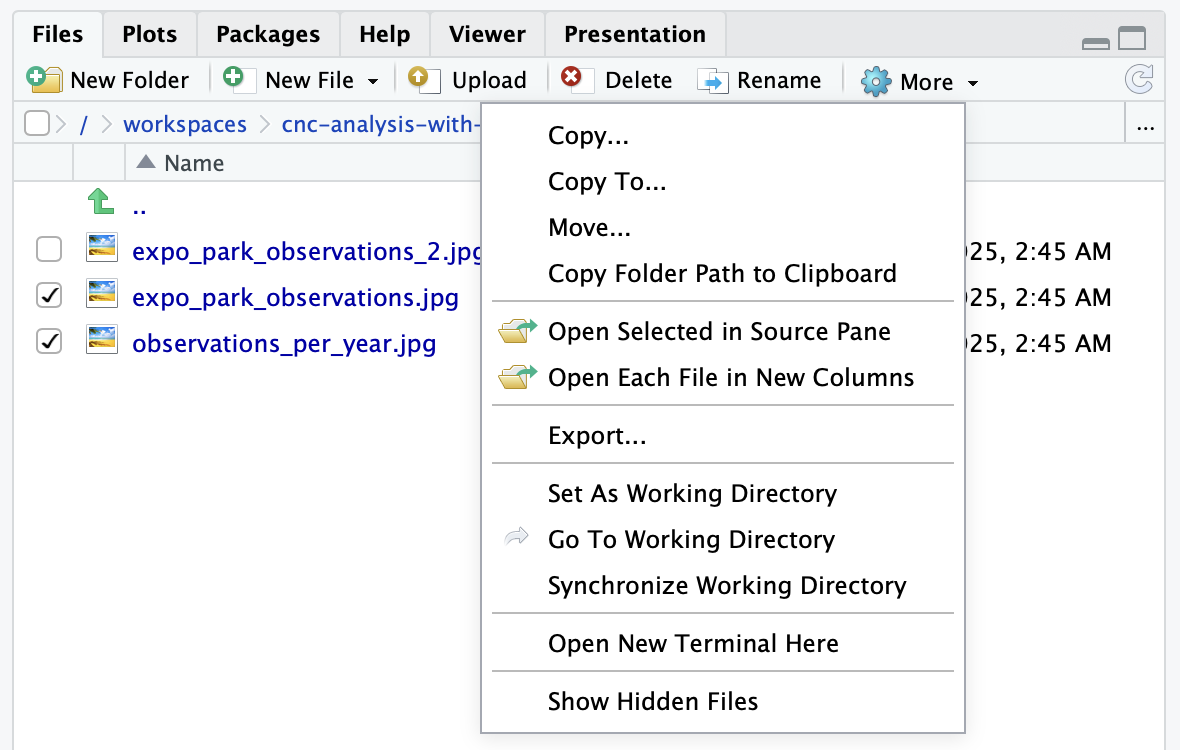 Files Plots Packages Help Viewer Presentation
New Folder New File Upload Delete Rename More
/ workspaces cnc-analysis-with- ...
Name
..
expo_park_observations_2.jpg 25, 2:45 AM
expo_park_observations.jpg 25, 2:45 AM
observations_per_year.jpg 25, 2:45 AM
Copy...
Copy To...
Move...
Copy Folder Path to Clipboard
Open Selected in Source Pane
Open Each File in New Columns
Export...
Set As Working Directory
Go To Working Directory
Synchronize Working Directory
Open New Terminal Here
Show Hidden Files